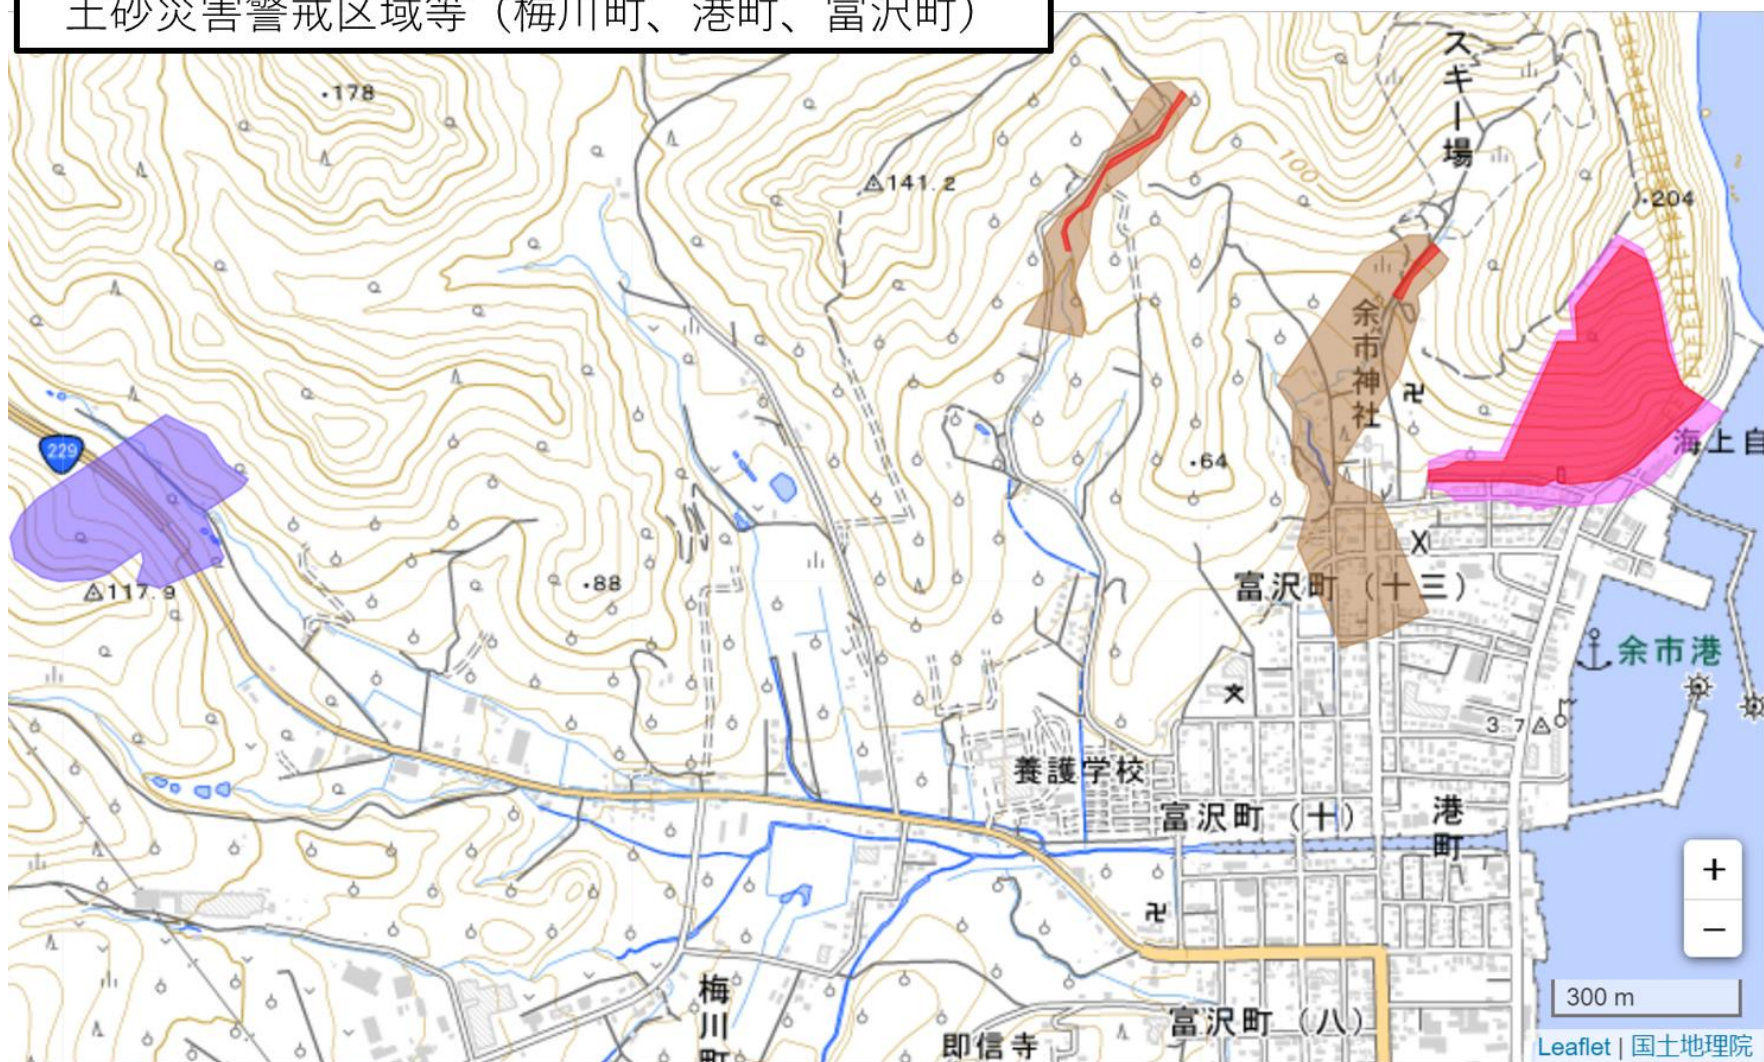 土砂災害警戒区域等（梅川町、港町、富沢町）
スキー場
178
141.2
100
204
余市神社
229
海上自
64
117.9
88
富沢町（十三）
余市港
3.7
養護学校
富沢町（十）
港町
+
−
梅川町
300 m
富沢町（八）
即信寺
Leaflet | 国土地理院